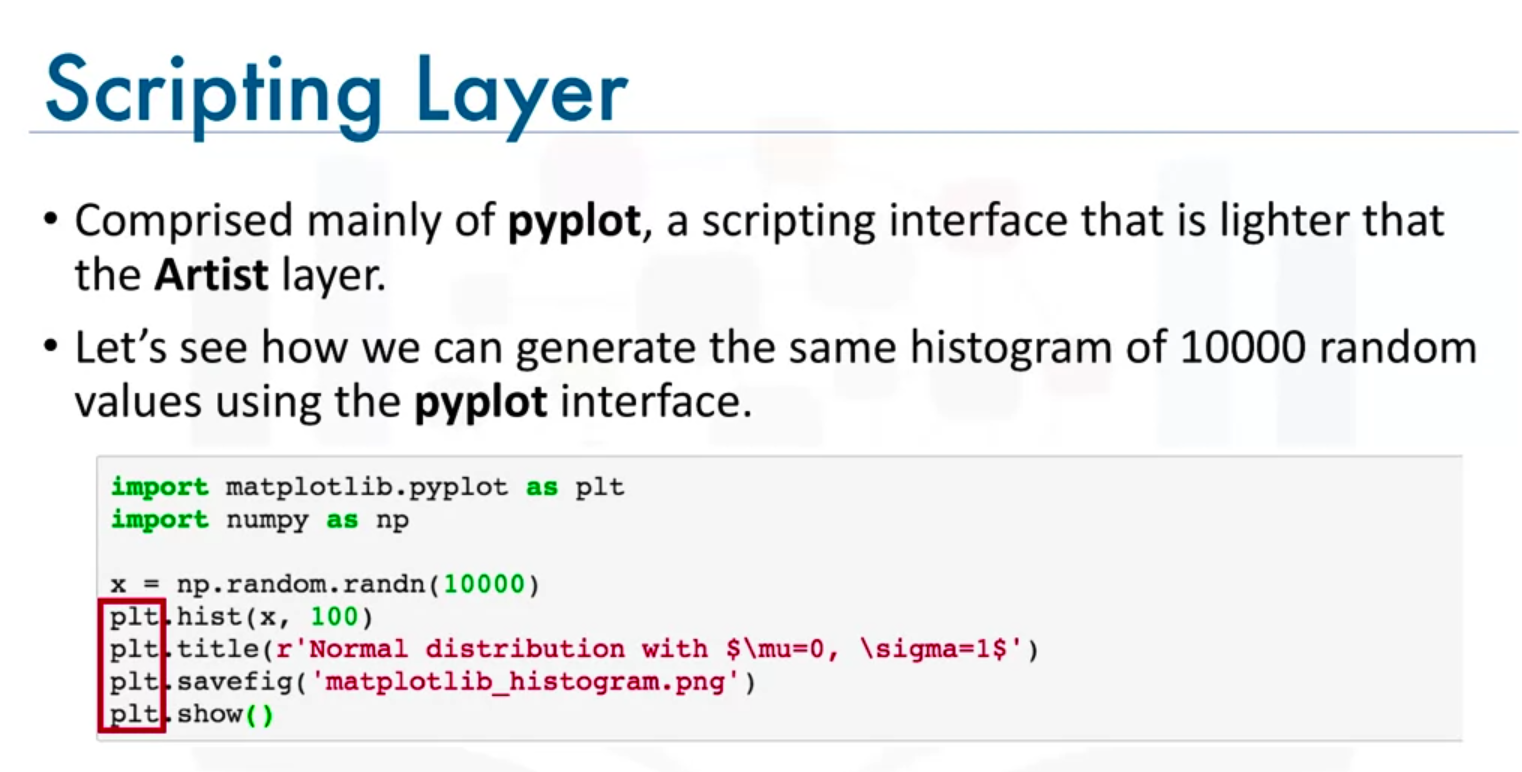 Scripting Layer
• Comprised mainly of pyplot, a scripting interface that is lighter that
the Artist layer.
• Let’s see how we can generate the same histogram of 10000 random
values using the pyplot interface.
import matplotlib.pyplot as plt
import numpy as np
x = np.random.randn(10000)
plt.hist(x, 100)
plt.title(r'Normal distribution with $\mu=0, \sigma=1$')
plt.savefig('matplotlib_histogram.png')
plt.show()